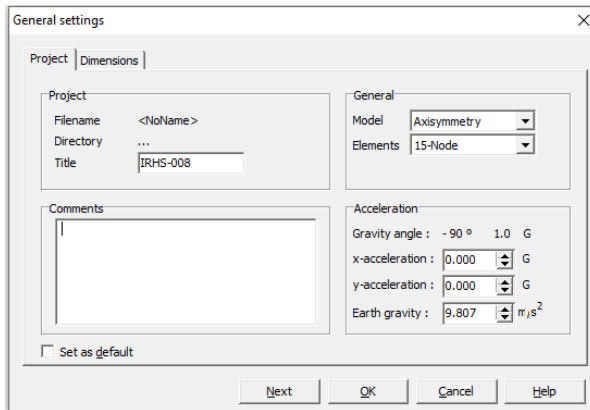 General settings
Project Dimensions
Project
Filename <NoName>
Directory ...
Title IRHS-008
General
Model Axisymmetry
Elements 15-Node
Comments
Acceleration
Gravity angle : - 90 º 1.0 G
x-acceleration : 0.000 G
y-acceleration : 0.000 G
Earth gravity : 9.807 m/s²
Set as default
Next OK Cancel Help